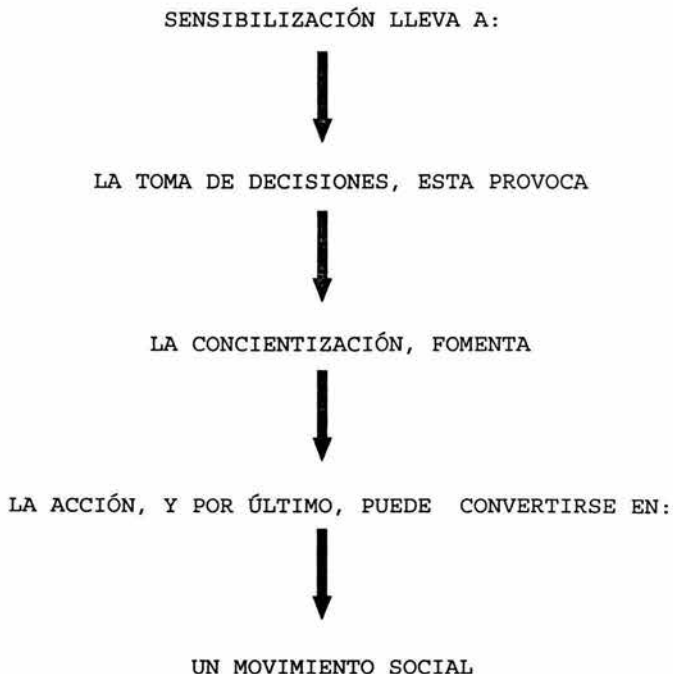 SENSIBILIZACIÓN LLEVA A:
LA TOMA DE DECISIONES, ESTA PROVOCA
LA CONCIENTIZACIÓN, FOMENTA
LA ACCIÓN, Y POR ÚLTIMO, PUEDE CONVERTIRSE EN:
UN MOVIMIENTO SOCIAL